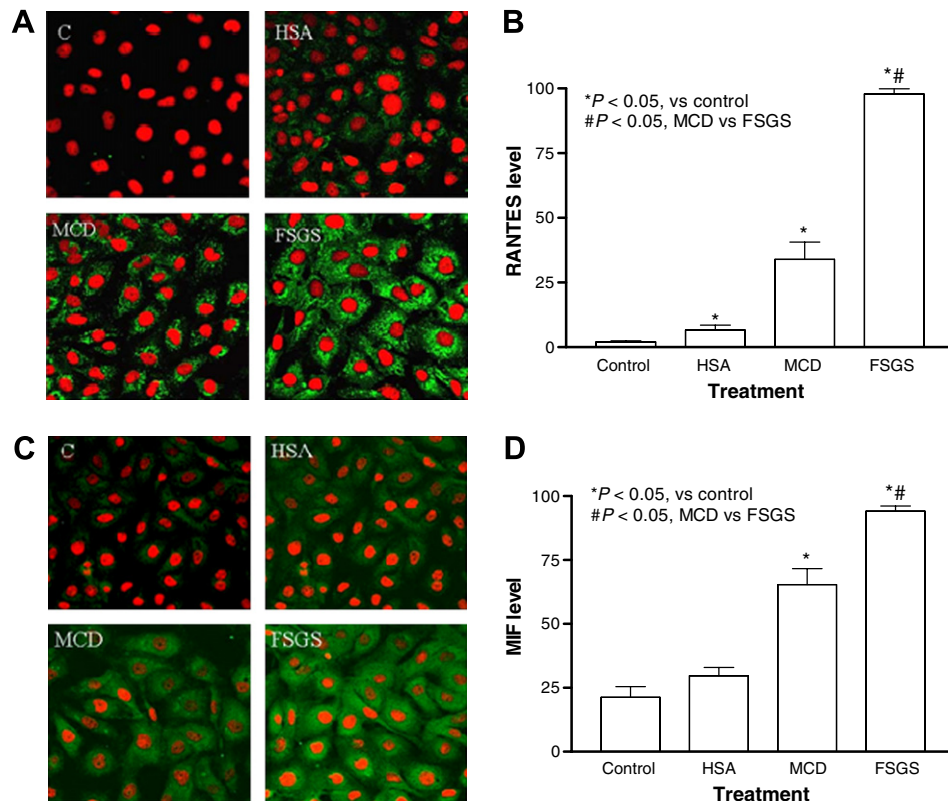 A
C
HSA
MCD
FSGS
B
*P < 0.05, vs control
#P < 0.05, MCD vs FSGS
RANTES level
100
75
50
25
0
*
*
*#
Control HSA MCD FSGS
Treatment
C
C
HSA
MCD
FSGS
D
*P < 0.05, vs control
#P < 0.05, MCD vs FSGS
MIF level
100
75
50
25
0
*
*#
Control HSA MCD FSGS
Treatment